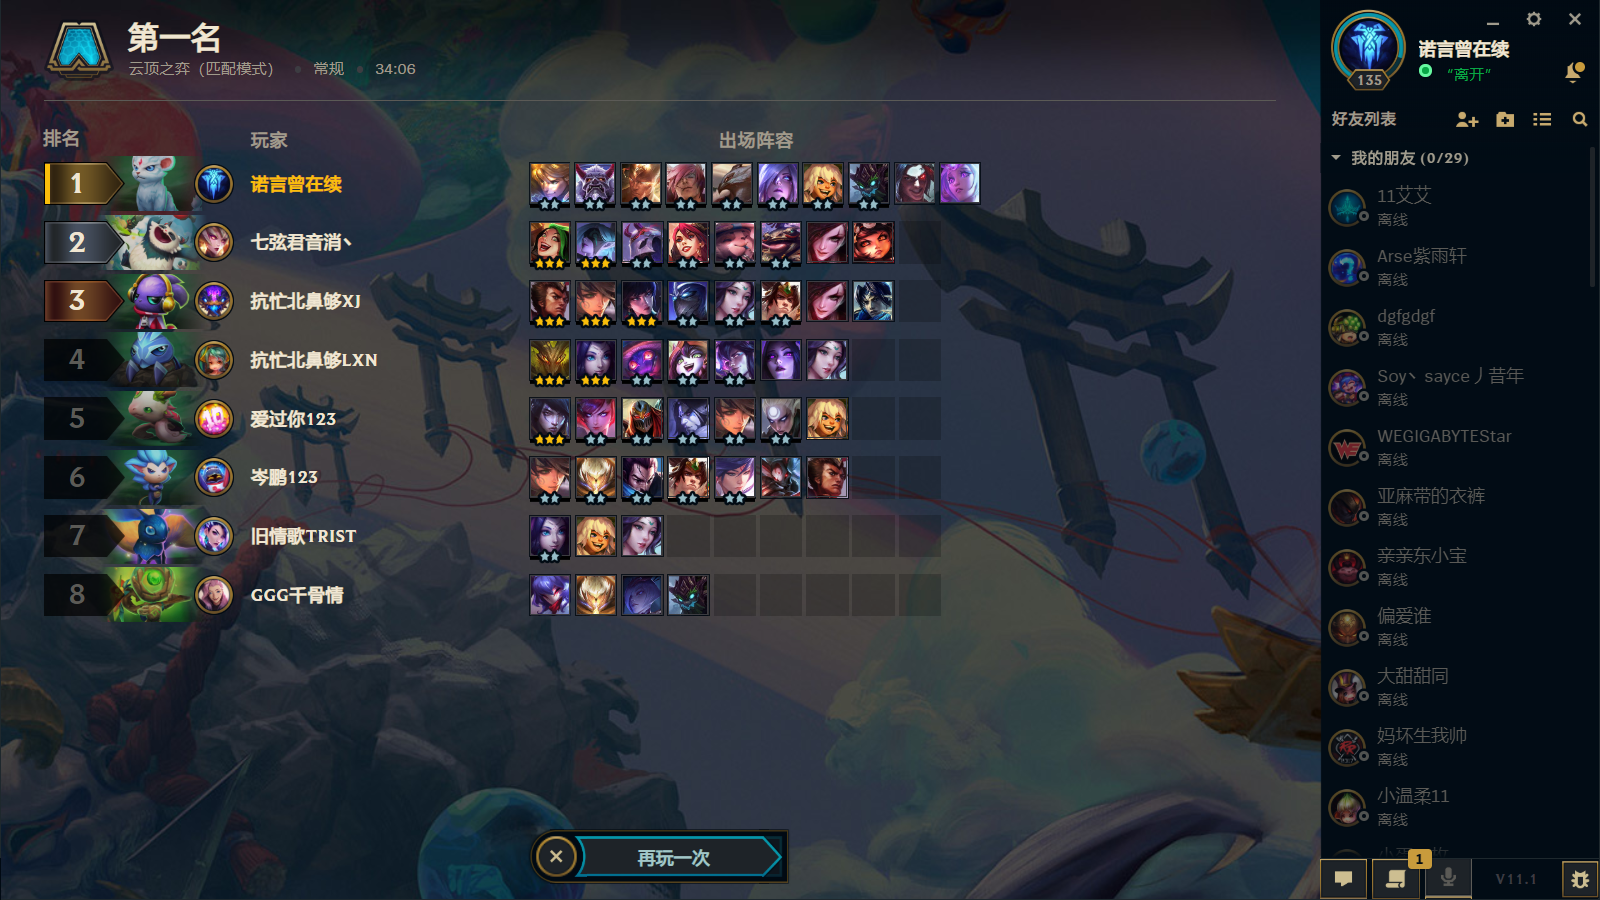 第一名
云顶之弈（匹配模式） 常规 34:06
排名 玩家 出场阵容
1 诺言曾在续
2 七弦君音消丶
3 抗忙北鼻够XJ
4 抗忙北鼻够LXN
5 爱过你123
6 岑鹏123
7 旧情歌TRIST
8 GGG千骨情
再玩一次
135
诺言曾在续
“离开”
好友列表
我的朋友 (0/29)
11艾艾
离线
Arse紫雨轩
离线
dgfgdgf
离线
Soy丶sayce丿昔年
离线
WEGIGABYTEStar
离线
亚麻带的衣裤
离线
亲亲东小宝
离线
偏爱谁
离线
大甜甜同
离线
妈坏生我帅
离线
小温柔11
离线
1
V11.1